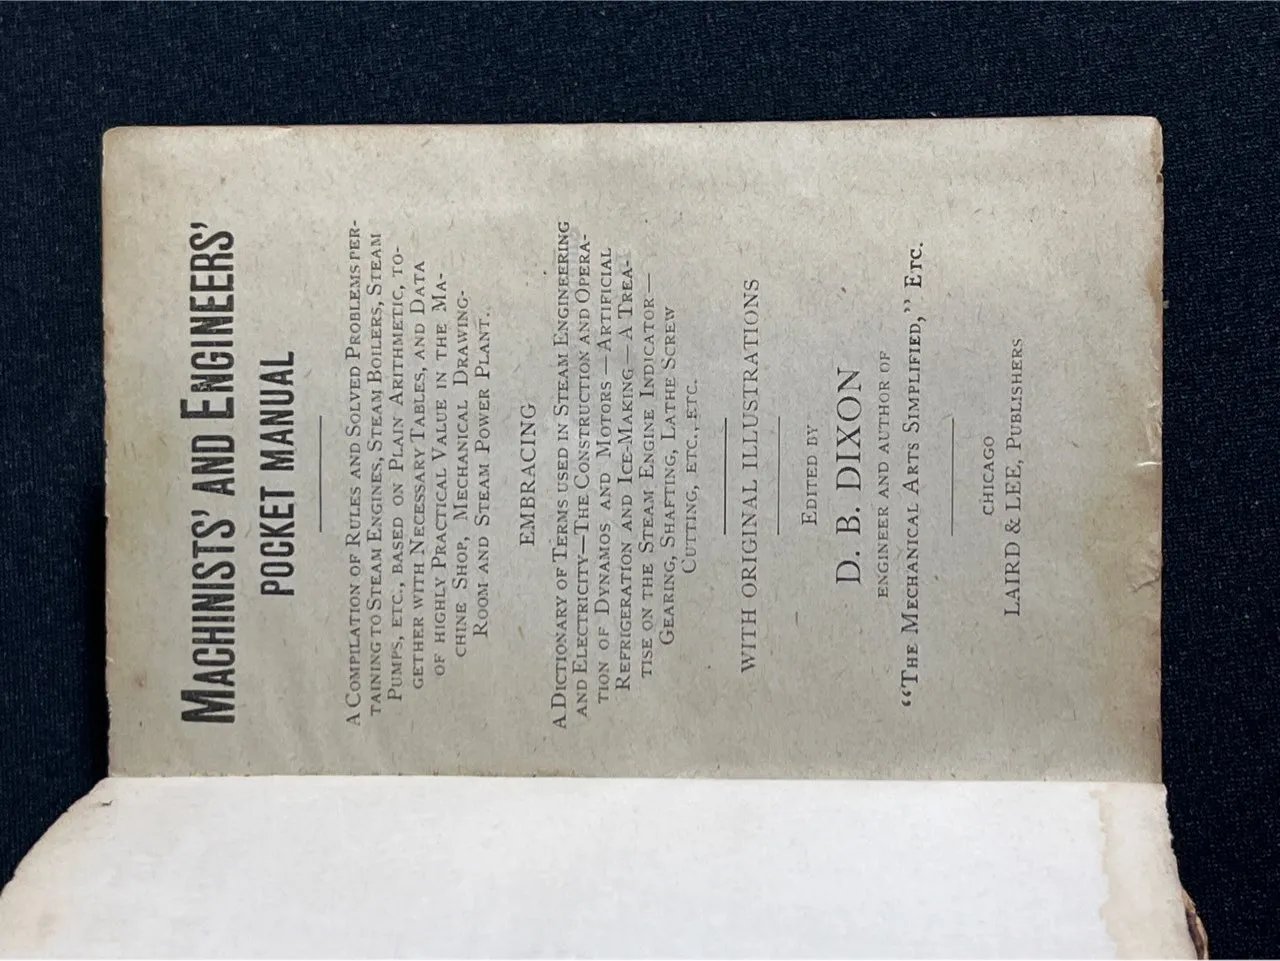 MACHINISTS' AND ENGINEERS'
POCKET MANUAL
A COMPILATION OF RULES AND SOLVED PROBLEMS PER-
TAINING TO STEAM ENGINES, STEAM BOILERS, STEAM
PUMPS, ETC., BASED ON PLAIN ARITHMETIC, TO-
GETHER WITH NECESSARY TABLES, AND DATA
OF HIGHLY PRACTICAL VALUE IN THE MA-
CHINE SHOP, MECHANICAL DRAWING-
ROOM AND STEAM POWER PLANT.
EMBRACING
A DICTIONARY OF TERMS USED IN STEAM ENGINEERING
AND ELECTRICITY—THE CONSTRUCTION AND OPERA-
TION OF DYNAMOS AND MOTORS—ARTIFICIAL
REFRIGERATION AND ICE-MAKING—A TREA-
TISE ON THE STEAM ENGINE INDICATOR—
GEARING, SHAFTING, LATHE SCREW
CUTTING, ETC., ETC.
WITH ORIGINAL ILLUSTRATIONS
EDITED BY
D. B. DIXON
ENGINEER AND AUTHOR OF
“THE MECHANICAL ARTS SIMPLIFIED,” ETC.
CHICAGO
LAIRD & LEE, PUBLISHERS